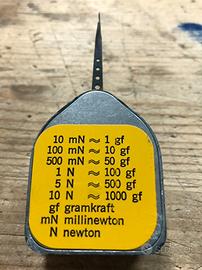 10 mN ≈ 1 gf
100 mN ≈ 10 gf
500 mN ≈ 50 gf
1 N ≈ 100 gf
5 N ≈ 500 gf
10 N ≈ 1000 gf
gf gramkraft
mN millinewton
N newton